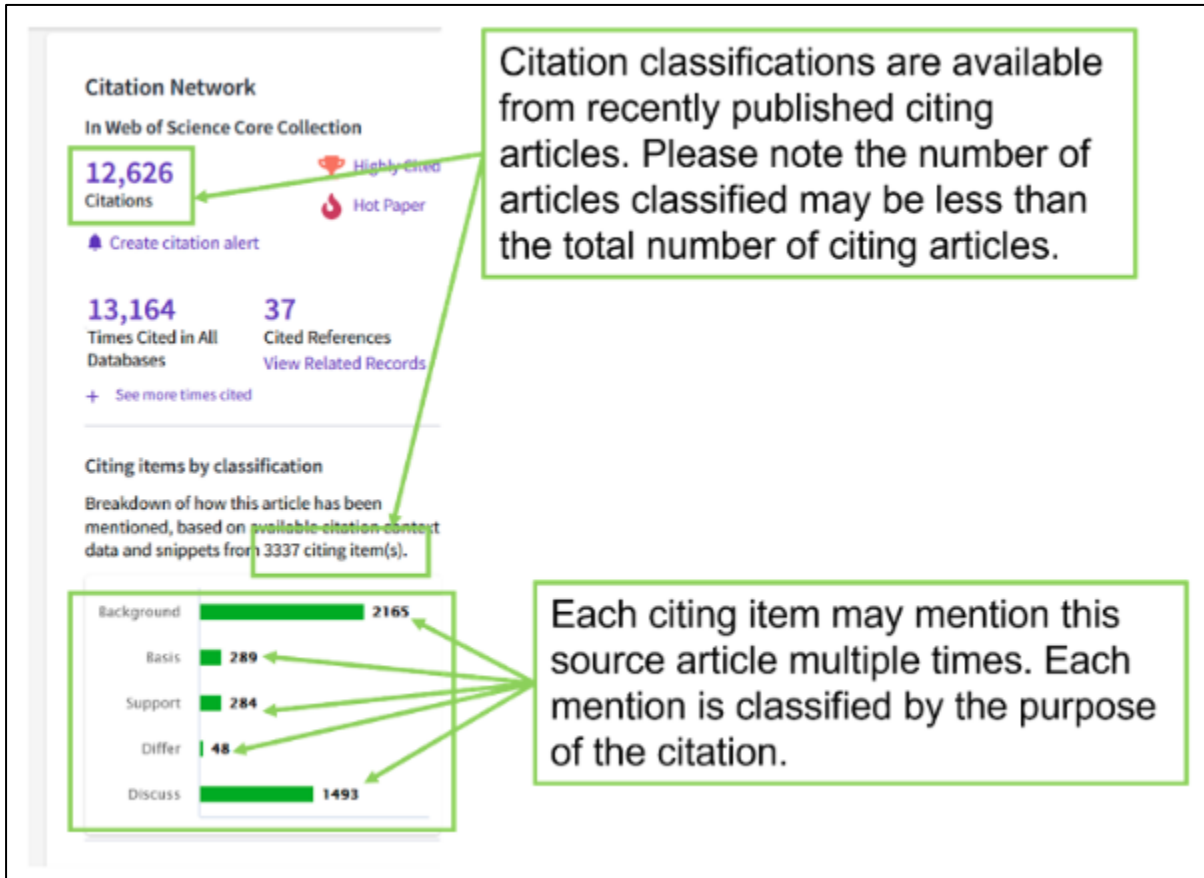 Citation Network
In Web of Science Core Collection
12,626
Citations
Highly Cited
Hot Paper
Create citation alert
13,164
Times Cited in All
Databases
37
Cited References
View Related Records
+ See more times cited
Citing items by classification
Breakdown of how this article has been
mentioned, based on available citation context
data and snippets from 3337 citing item(s).
Background 2165
Basis 289
Support 284
Differ 48
Discuss 1493
Citation classifications are available
from recently published citing
articles. Please note the number of
articles classified may be less than
the total number of citing articles.
Each citing item may mention this
source article multiple times. Each
mention is classified by the purpose
of the citation.